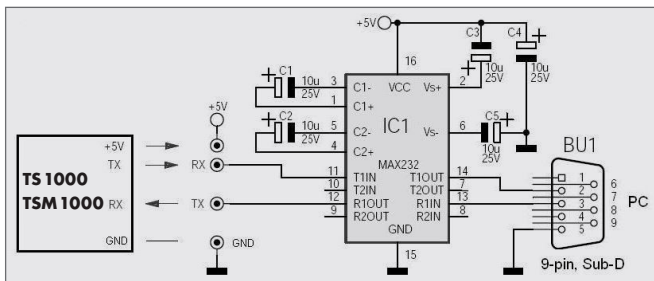 +5V
C3
C4
10u
25V
10u
25V
C1
10u
25V
C2
10u
25V
C5
10u
25V
16
3 C1-
1 C1+
5 C2-
4 C2+
VCC
Vs+ 2
Vs- 6
IC1
MAX232
11 T1IN
10 T2IN
12 R1OUT
9 R2OUT
T1OUT 14
T2OUT 7
R1IN 13
R2IN 8
GND
15
+5V
+5V
TX
RX
TS 1000
TSM 1000 RX
TX
GND
GND
BU1
1
2
3
4
5
6
7
8
9
PC
9-pin, Sub-D